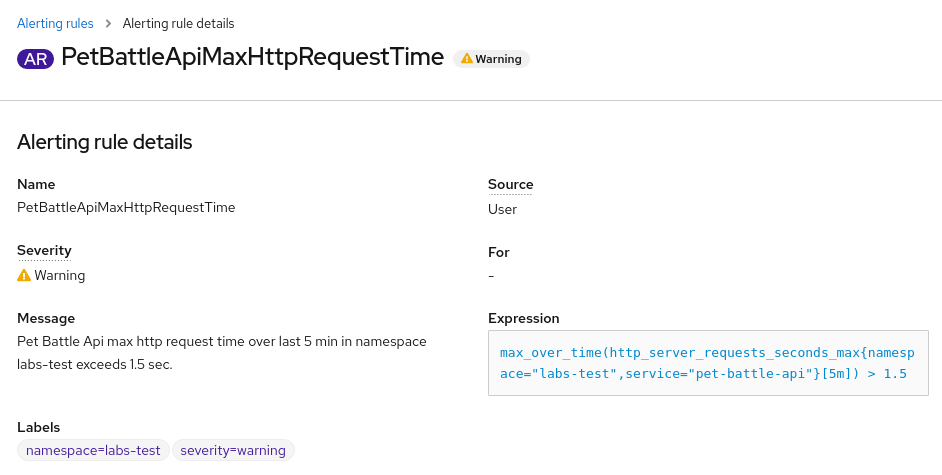 Alerting rules > Alerting rule details
AR PetBattleApiMaxHttpRequestTime Warning
Alerting rule details
Name
PetBattleApiMaxHttpRequestTime
Source
User
Severity
Warning
For
-
Message
Pet Battle Api max http request time over last 5 min in namespace
labs-test exceeds 1.5 sec.
Expression
max_over_time(http_server_requests_seconds_max{namesp
ace="labs-test",service="pet-battle-api"}[5m]) > 1.5
Labels
namespace=labs-test severity=warning